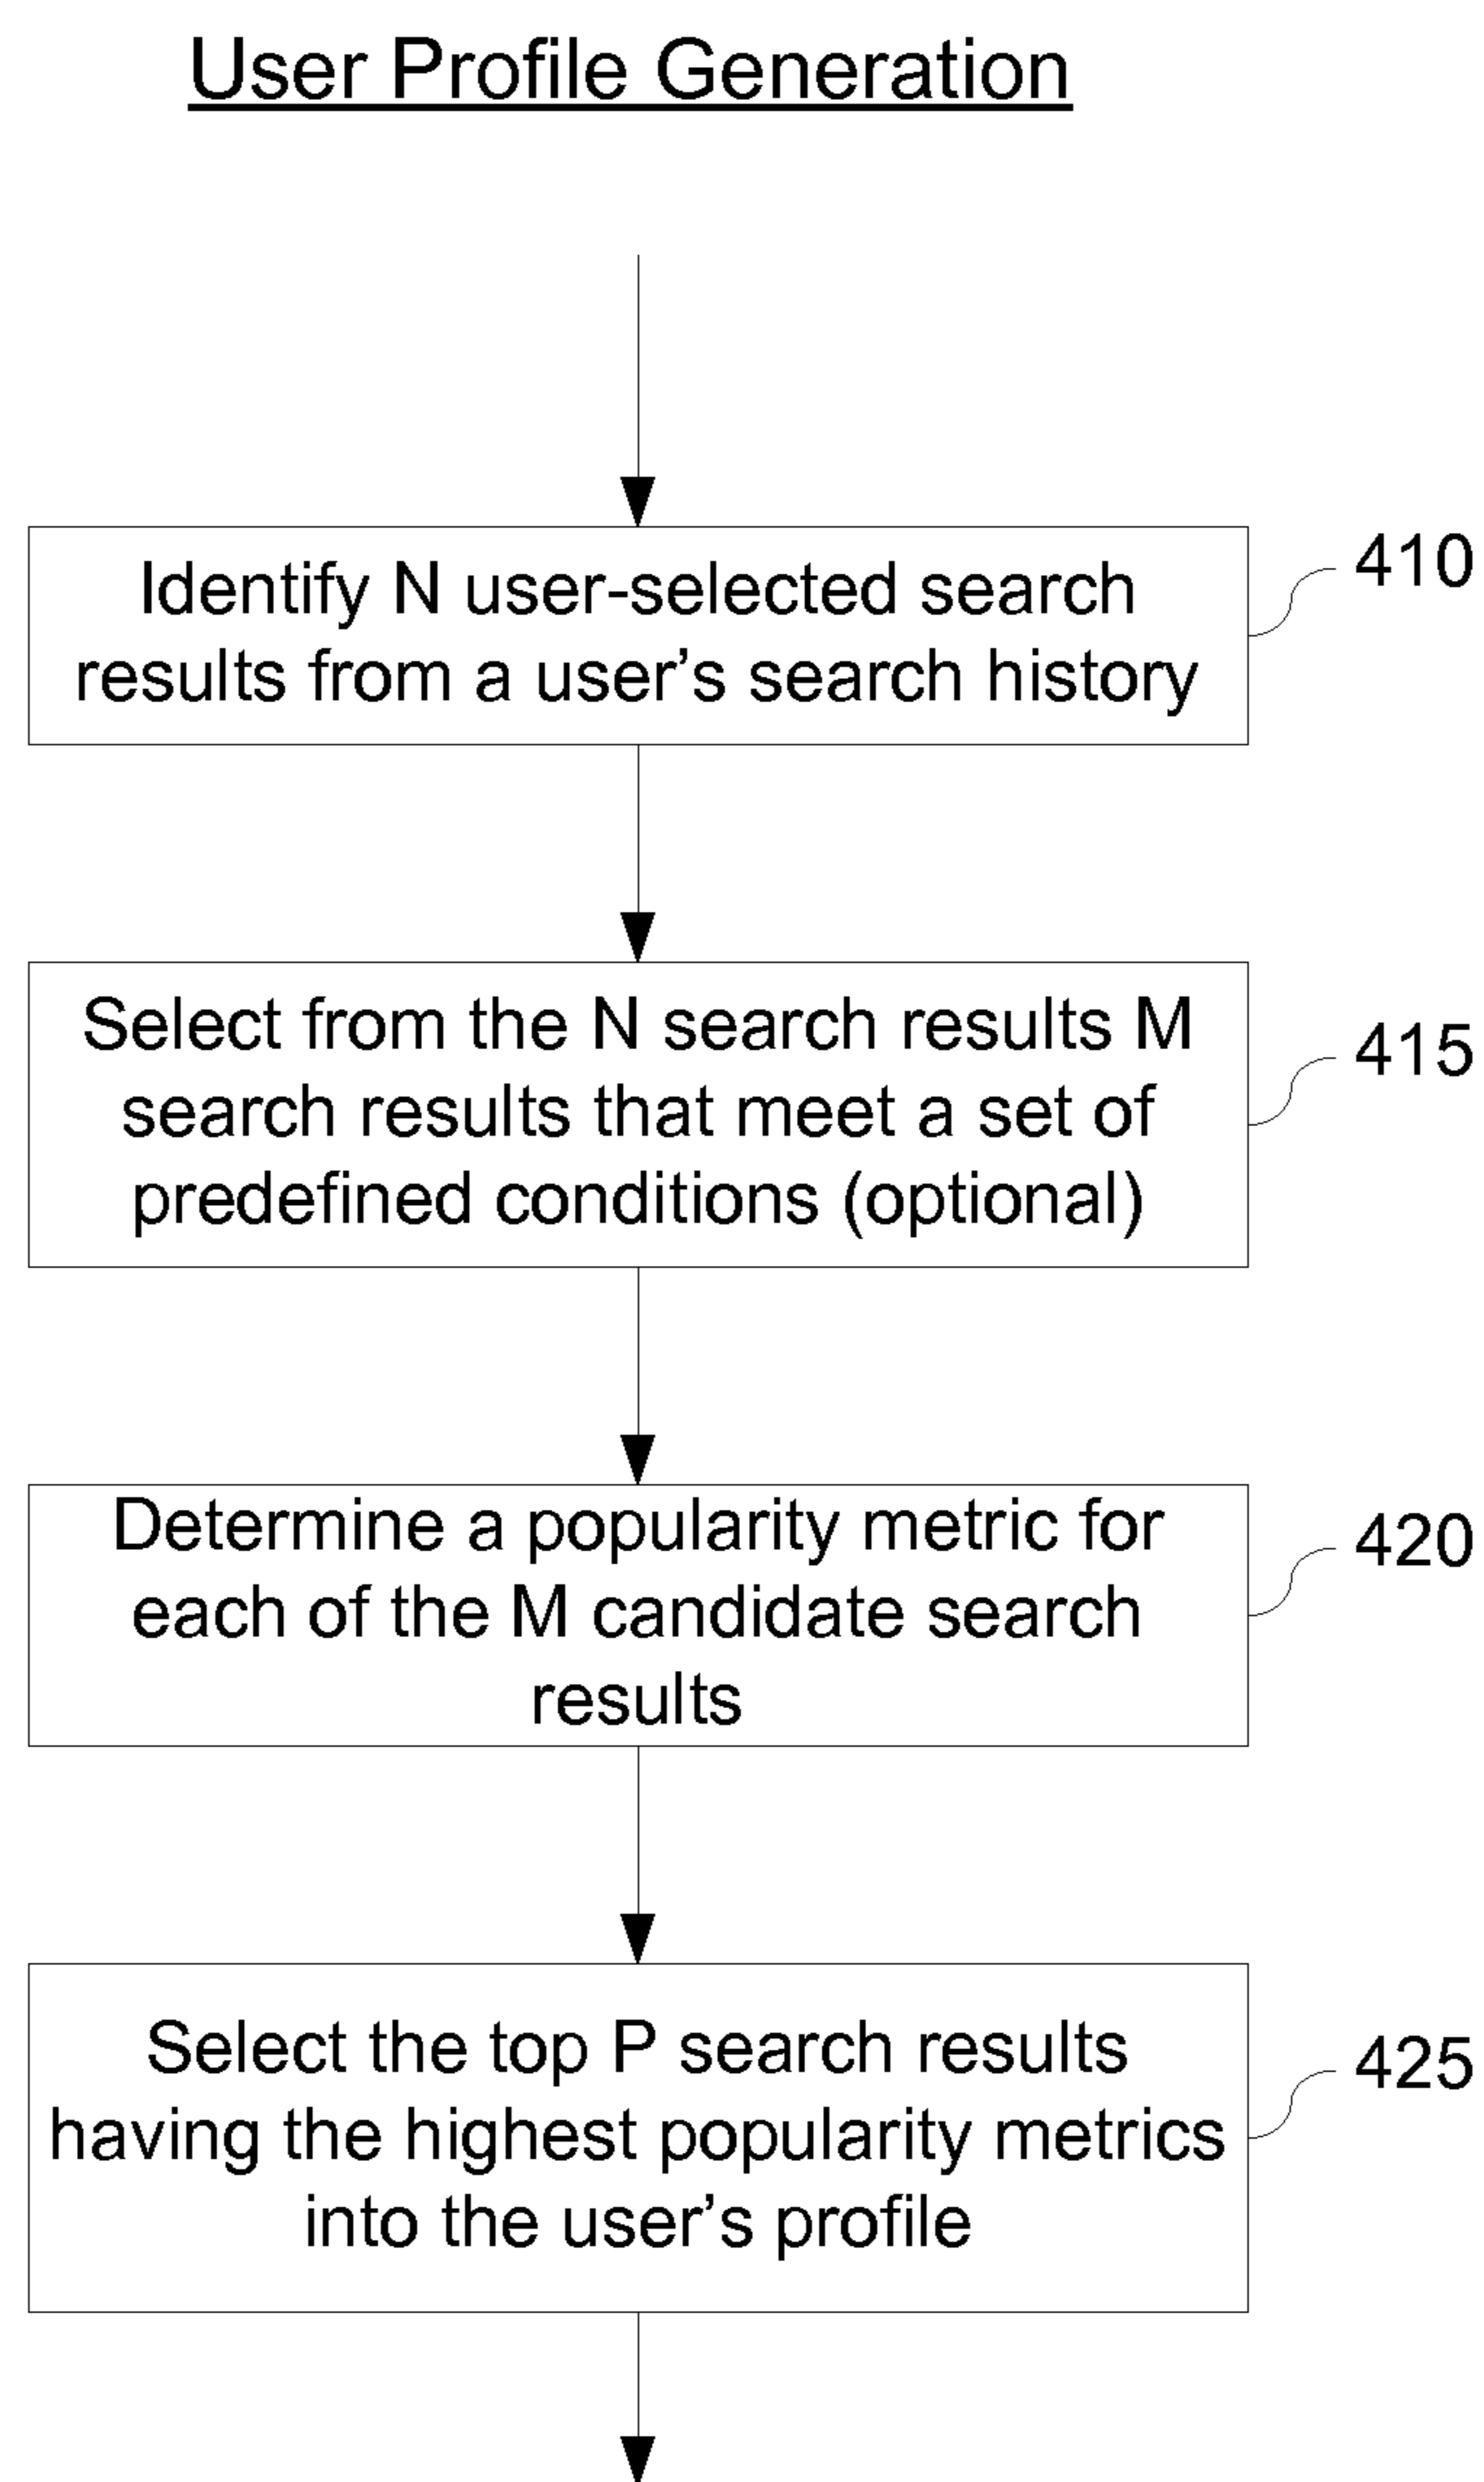 User Profile Generation
Identify N user-selected search
results from a user's search history
410
Select from the N search results M
search results that meet a set of
predefined conditions (optional)
415
Determine a popularity metric for
each of the M candidate search
results
420
Select the top P search results
having the highest popularity metrics
into the user's profile
425